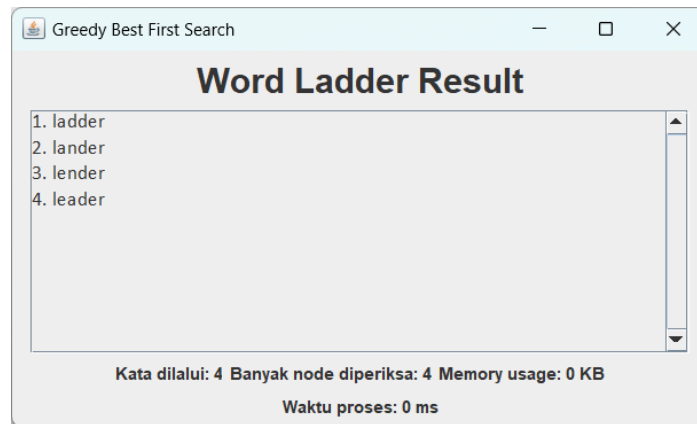 Greedy Best First Search
Word Ladder Result
1. ladder
2. lander
3. lender
4. leader
Kata dilalui: 4 Banyak node diperiksa: 4 Memory usage: 0 KB
Waktu proses: 0 ms